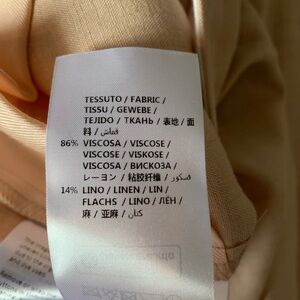 TESSUTO / FABRIC /
TISSU / GEWEBE /
TEJIDO / ТКАНЬ / 表地 / 面
料 / قماش
86% VISCOSA / VISCOSE /
VISCOSE / VISKOSE /
VISCOSA / ВИСКОЗА /
レーヨン / 粘胶纤维 / فسكوز
14% LINO / LINEN / LIN /
FLACHS / LINO / ЛЁН /
麻 / 亚麻 / كتان